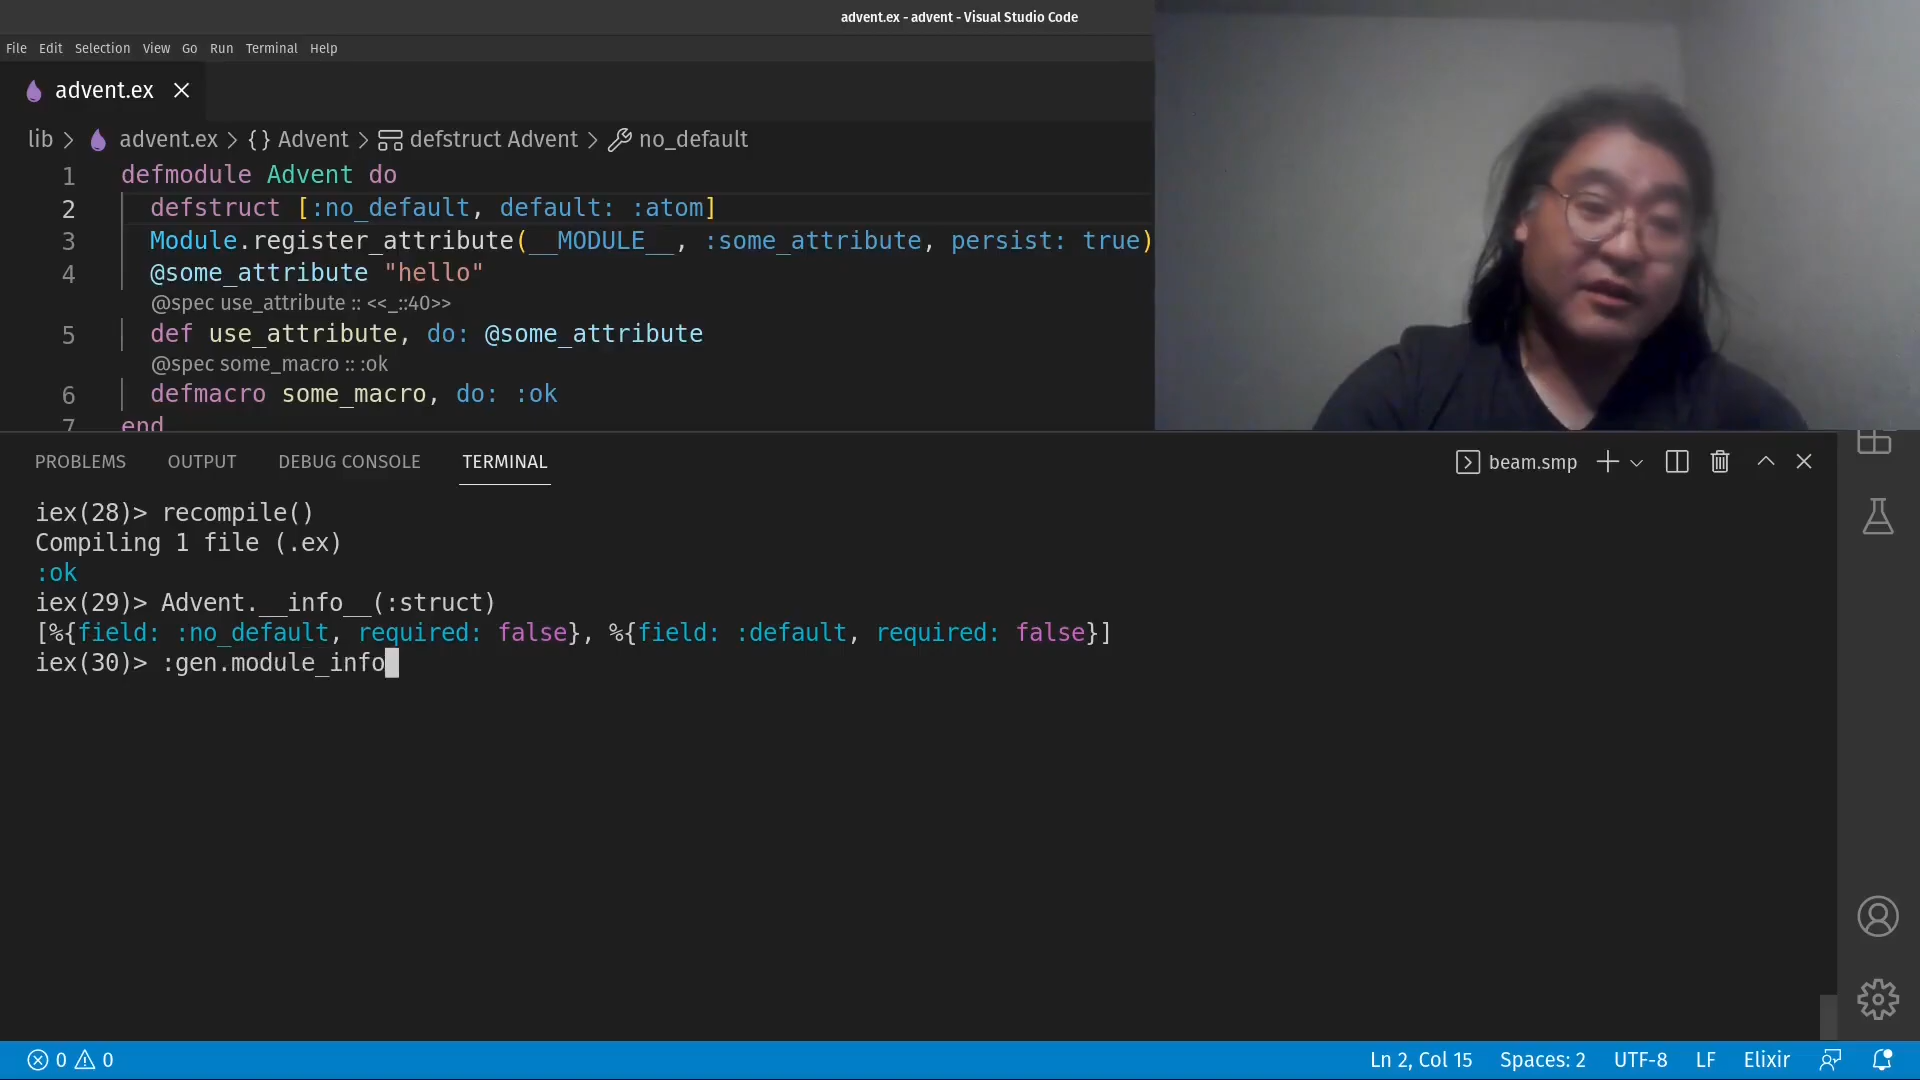 advent.ex - advent - Visual Studio Code
File Edit Selection View Go Run Terminal Help
advent.ex
lib > advent.ex > {} Advent > defstruct Advent > no_default
1 defmodule Advent do
2 defstruct [:no_default, default: :atom]
3 Module.register_attribute(__MODULE__, :some_attribute, persist: true)
4 @some_attribute "hello"
@spec use_attribute :: <<_::40>>
5 def use_attribute, do: @some_attribute
@spec some_macro :: :ok
6 defmacro some_macro, do: :ok
7 end
PROBLEMS OUTPUT DEBUG CONSOLE TERMINAL beam.smp
iex(28)> recompile()
Compiling 1 file (.ex)
:ok
iex(29)> Advent.__info__(:struct)
[%{field: :no_default, required: false}, %{field: :default, required: false}]
iex(30)> :gen.module_info
0 0 Ln 2, Col 15 Spaces: 2 UTF-8 LF Elixir